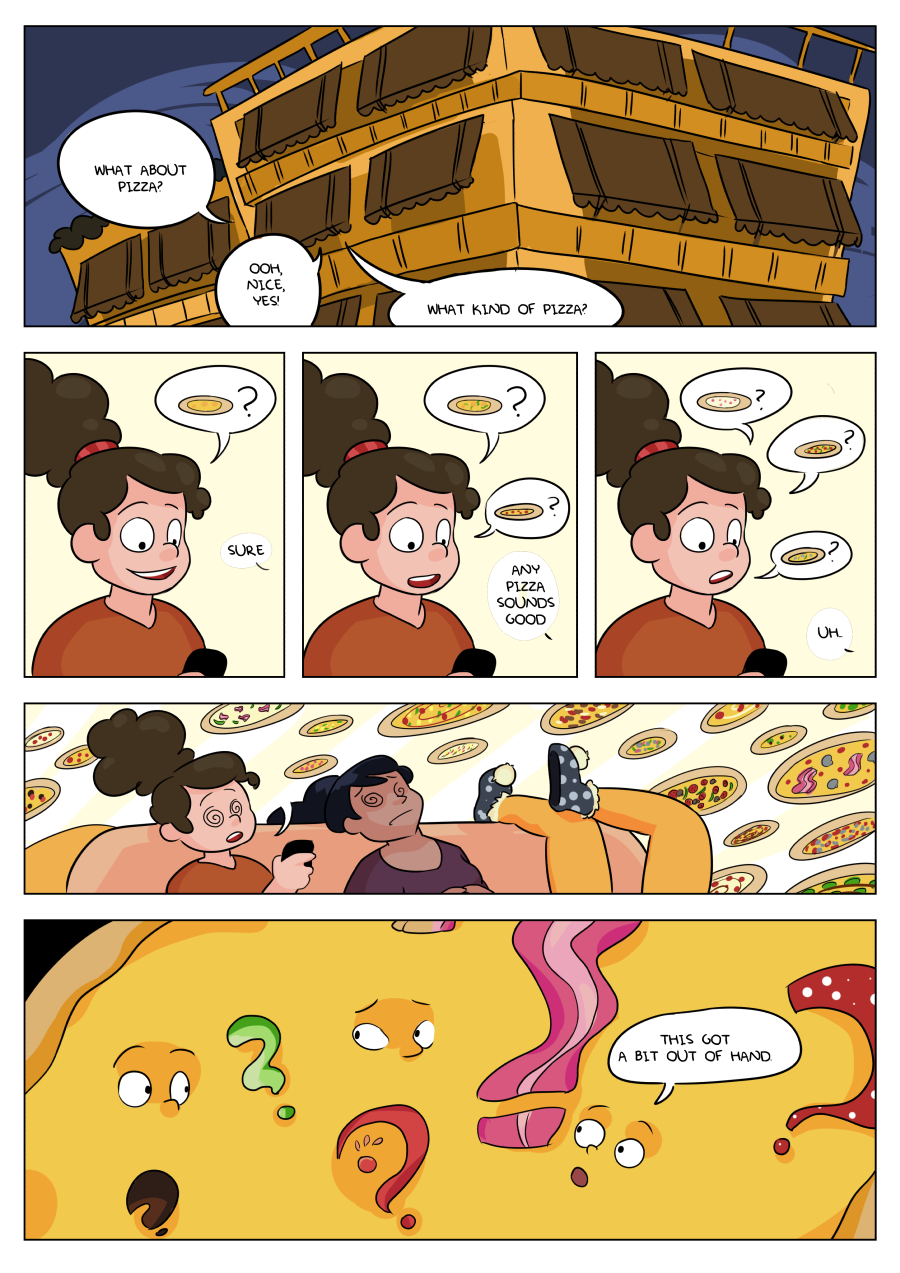 WHAT ABOUT
PIZZA?
OOH,
NICE,
YES!
WHAT KIND OF PIZZA?
?
SURE
?
?
ANY
PIZZA
SOUNDS
GOOD
?
?
?
UH..
THIS GOT
A BIT OUT OF HAND.